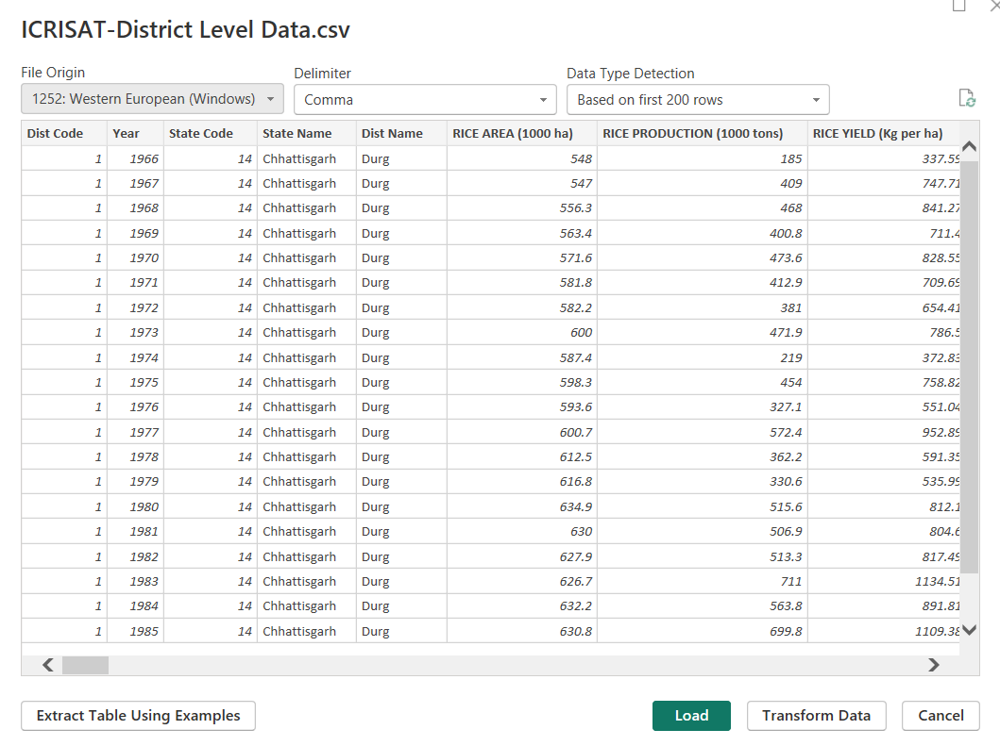 ICRISAT-District Level Data.csv
File Origin Delimiter Data Type Detection
1252: Western European (Windows) Comma Based on first 200 rows
Dist Code Year State Code State Name Dist Name RICE AREA (1000 ha) RICE PRODUCTION (1000 tons) RICE YIELD (Kg per ha)
1 1966 14 Chhattisgarh Durg 548 185 337.59
1 1967 14 Chhattisgarh Durg 547 409 747.71
1 1968 14 Chhattisgarh Durg 556.3 468 841.27
1 1969 14 Chhattisgarh Durg 563.4 400.8 711.4
1 1970 14 Chhattisgarh Durg 571.6 473.6 828.55
1 1971 14 Chhattisgarh Durg 581.8 412.9 709.69
1 1972 14 Chhattisgarh Durg 582.2 381 654.41
1 1973 14 Chhattisgarh Durg 600 471.9 786.5
1 1974 14 Chhattisgarh Durg 587.4 219 372.83
1 1975 14 Chhattisgarh Durg 598.3 454 758.82
1 1976 14 Chhattisgarh Durg 593.6 327.1 551.04
1 1977 14 Chhattisgarh Durg 600.7 572.4 952.89
1 1978 14 Chhattisgarh Durg 612.5 362.2 591.35
1 1979 14 Chhattisgarh Durg 616.8 330.6 535.99
1 1980 14 Chhattisgarh Durg 634.9 515.6 812.1
1 1981 14 Chhattisgarh Durg 630 506.9 804.6
1 1982 14 Chhattisgarh Durg 627.9 513.3 817.49
1 1983 14 Chhattisgarh Durg 626.7 711 1134.51
1 1984 14 Chhattisgarh Durg 632.2 563.8 891.81
1 1985 14 Chhattisgarh Durg 630.8 699.8 1109.38
Extract Table Using Examples Load Transform Data Cancel